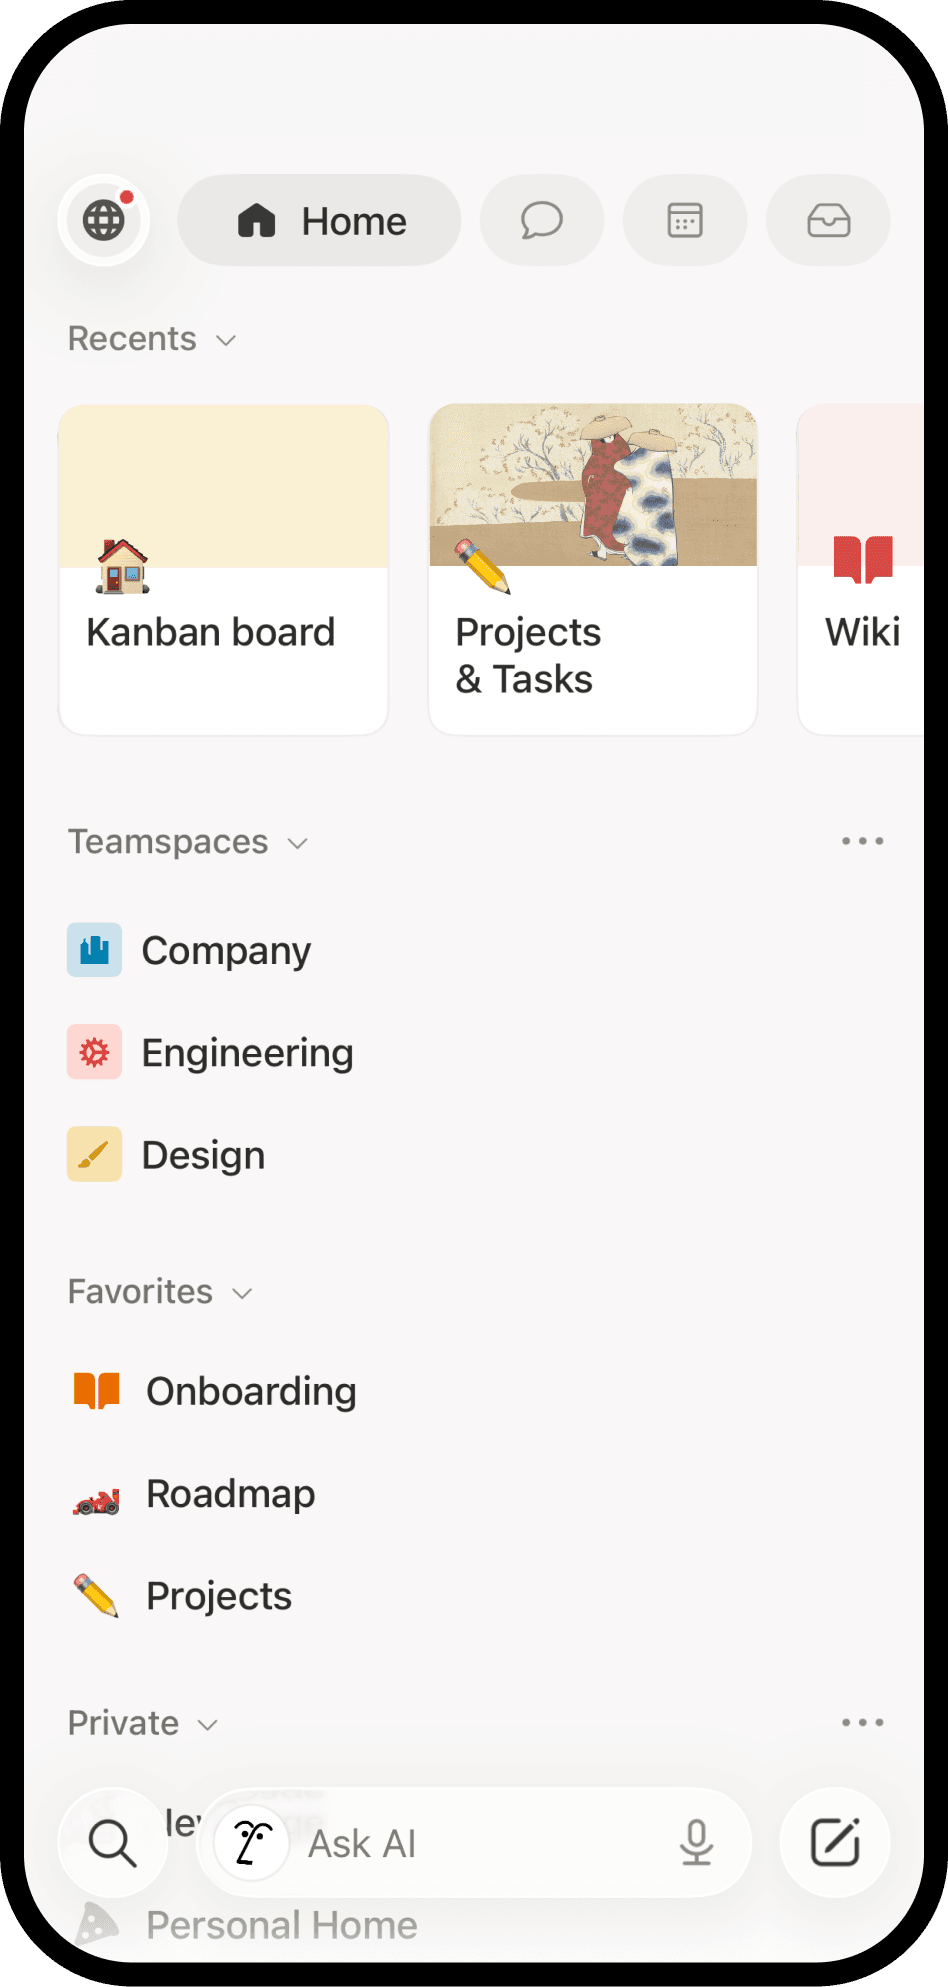 Home
Recents
Kanban board
Projects
& Tasks
Wiki
Teamspaces
Company
Engineering
Design
Favorites
Onboarding
Roadmap
Projects
Private
Ask AI
Personal Home